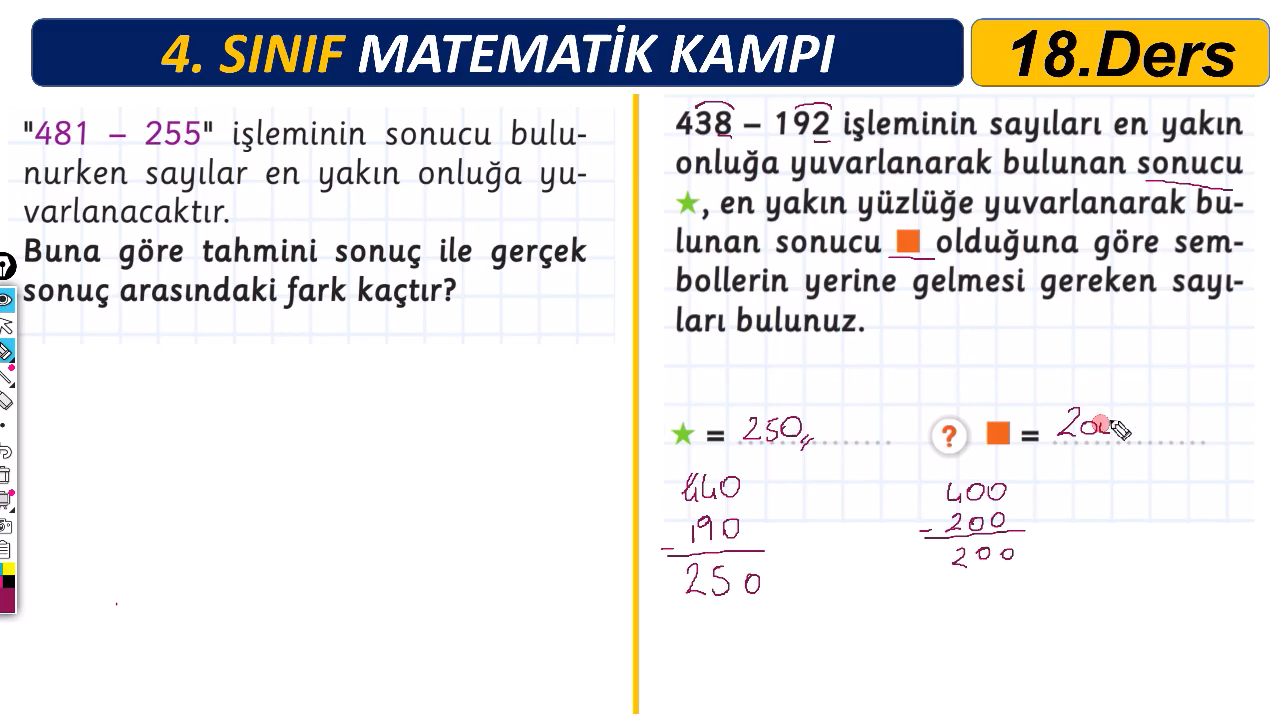 4. SINIF MATEMATİK KAMPI
18.Ders
"481 – 255" işleminin sonucu bulu-
nurken sayılar en yakın onluğa yu-
varlanacaktır.
Buna göre tahmini sonuç ile gerçek
sonuç arasındaki fark kaçtır?
438 – 192 işleminin sayıları en yakın
onluğa yuvarlanarak bulunan sonucu
★, en yakın yüzlüğe yuvarlanarak bu-
lunan sonucu ■ olduğuna göre sem-
bollerin yerine gelmesi gereken sayı-
ları bulunuz.
★ = 250
? ■ = 200
440
190
–
250
400
– 200
200